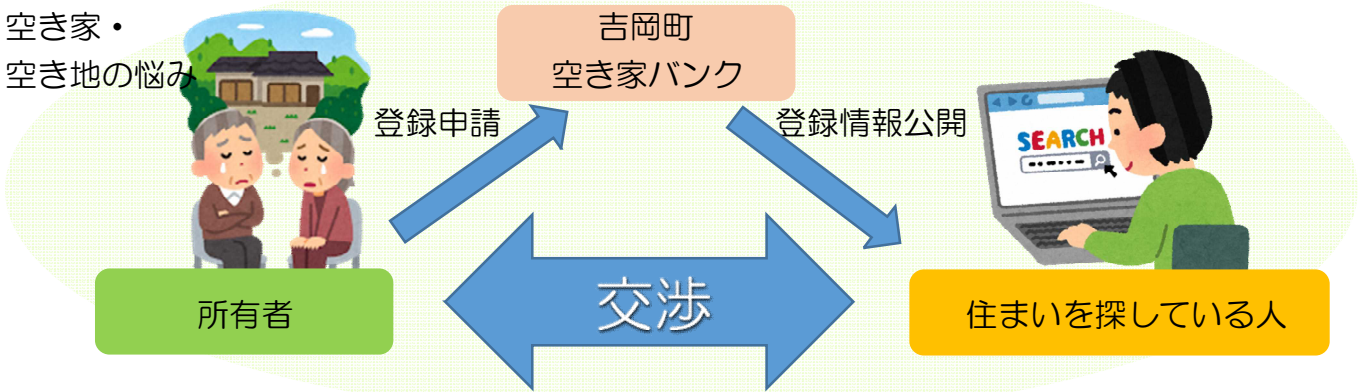 空き家・
空き地の悩み
吉岡町
空き家バンク
登録申請
登録情報公開
SEARCH
交渉
所有者
住まいを探している人